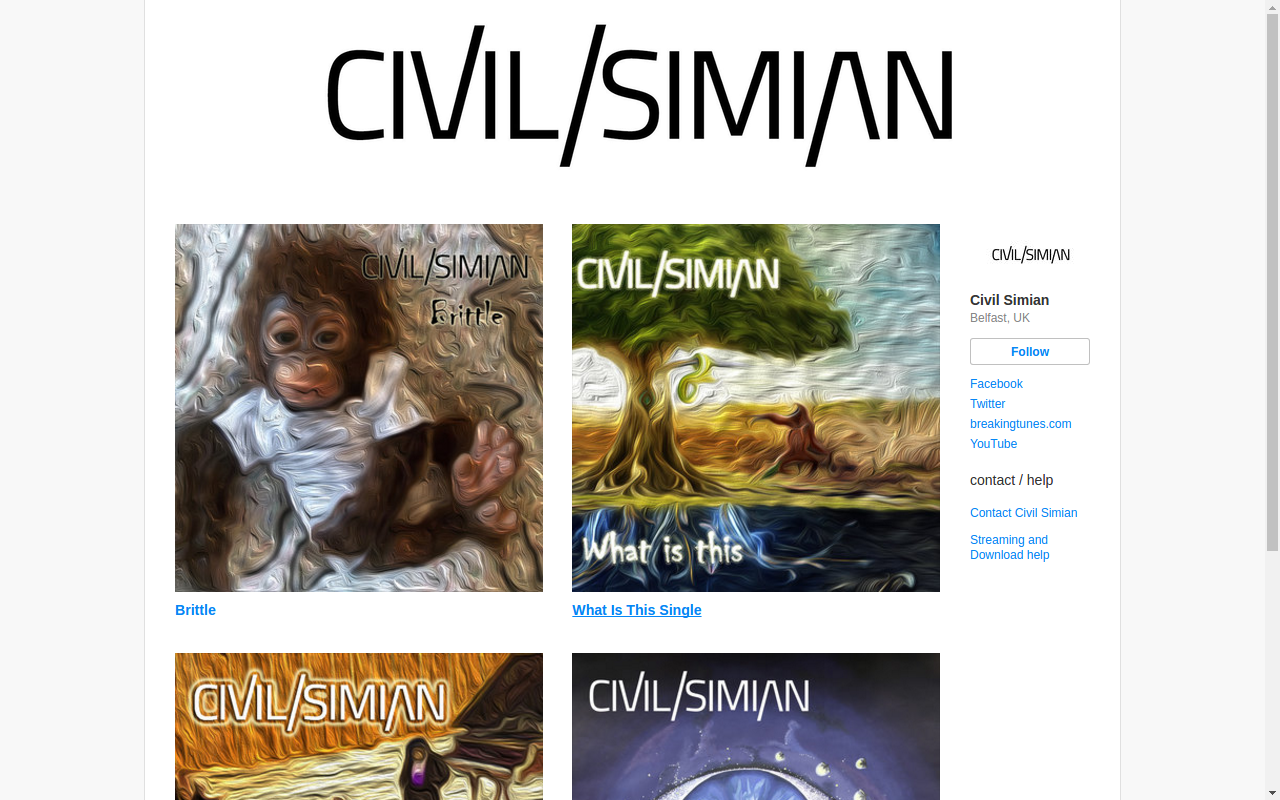 CIVIL/SIMIAN
CIVIL/SIMIAN
Brittle
CIVIL/SIMIAN
What is this
CIVIL/SIMIAN
Civil Simian
Belfast, UK
Follow
Facebook
Twitter
breakingtunes.com
YouTube
contact / help
Contact Civil Simian
Streaming and
Download help
Brittle
What Is This Single
CIVIL/SIMIAN
CIVIL/SIMIAN